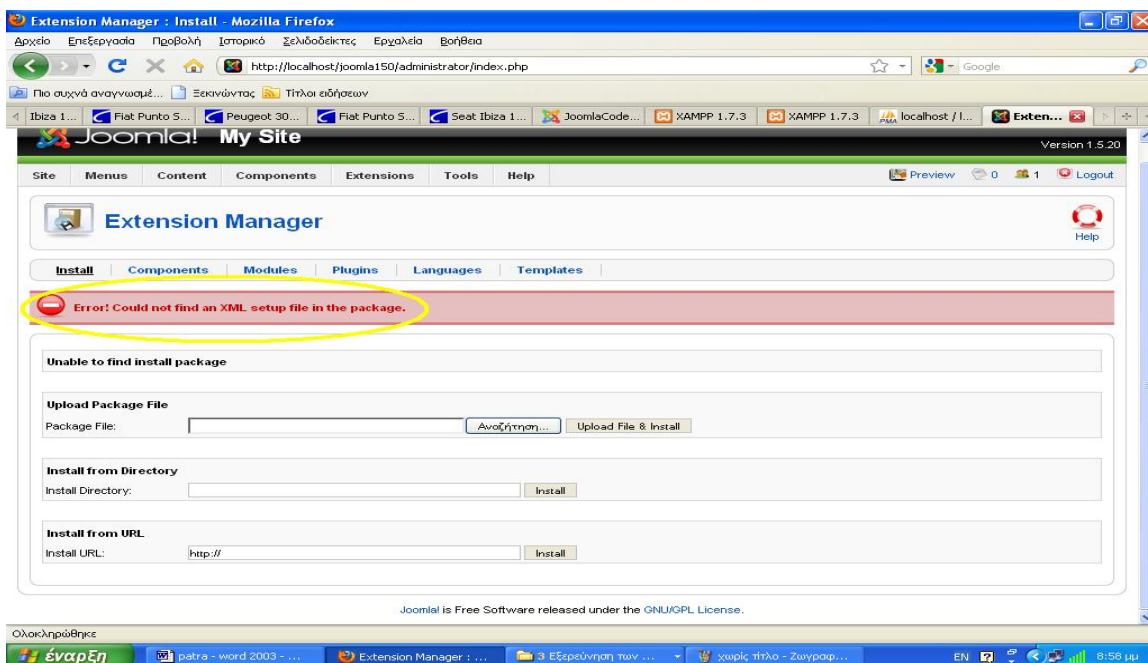 Extension Manager : Install - Mozilla Firefox
Αρχείο Επεξεργασία Προβολή Ιστορικό Σελιδοδείκτες Εργαλεία Βοήθεια
http://localhost/joomla150/administrator/index.php Google
Πιο συχνά αναγνωσμέ... Ξεκινώντας Τίτλοι ειδήσεων
Ibiza 1... Fiat Punto 5... Peugeot 30... Fiat Punto S... Seat Ibiza 1... JoomlaCode... XAMPP 1.7.3 XAMPP 1.7.3 localhost / l... Exten...
Joomla! My Site Version 1.5.20
Site Menus Content Components Extensions Tools Help Preview 0 1 Logout
Extension Manager Help
Install Components Modules Plugins Languages Templates
Error! Could not find an XML setup file in the package.
Unable to find install package
Upload Package File
Package File: Αναζήτηση... Upload File & Install
Install from Directory
Install Directory: Install
Install from URL
Install URL: http:// Install
Joomla! is Free Software released under the GNU/GPL License.
Ολοκληρώθηκε
έναρξη patra - word 2003 - ... Extension Manager : ... 3 Εξερεύνηση των ... χωρίς τίτλο - Ζωγραφ... EN 8:58 μμ